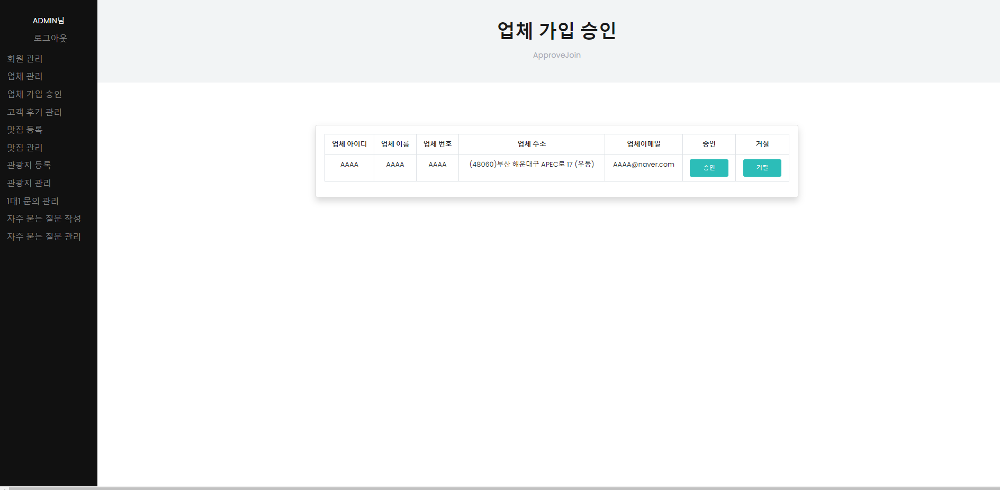 ADMIN님
로그아웃
회원 관리
업체 관리
업체 가입 승인
고객 후기 관리
맛집 등록
맛집 관리
관광지 등록
관광지 관리
1대1 문의 관리
자주 묻는 질문 작성
자주 묻는 질문 관리
업체 가입 승인
ApproveJoin
업체 아이디 업체 이름 업체 번호 업체 주소 업체이메일 승인 거절
AAAA AAAA AAAA (48060)부산 해운대구 APEC로 17 (우동) AAAA@naver.com 승인 거절